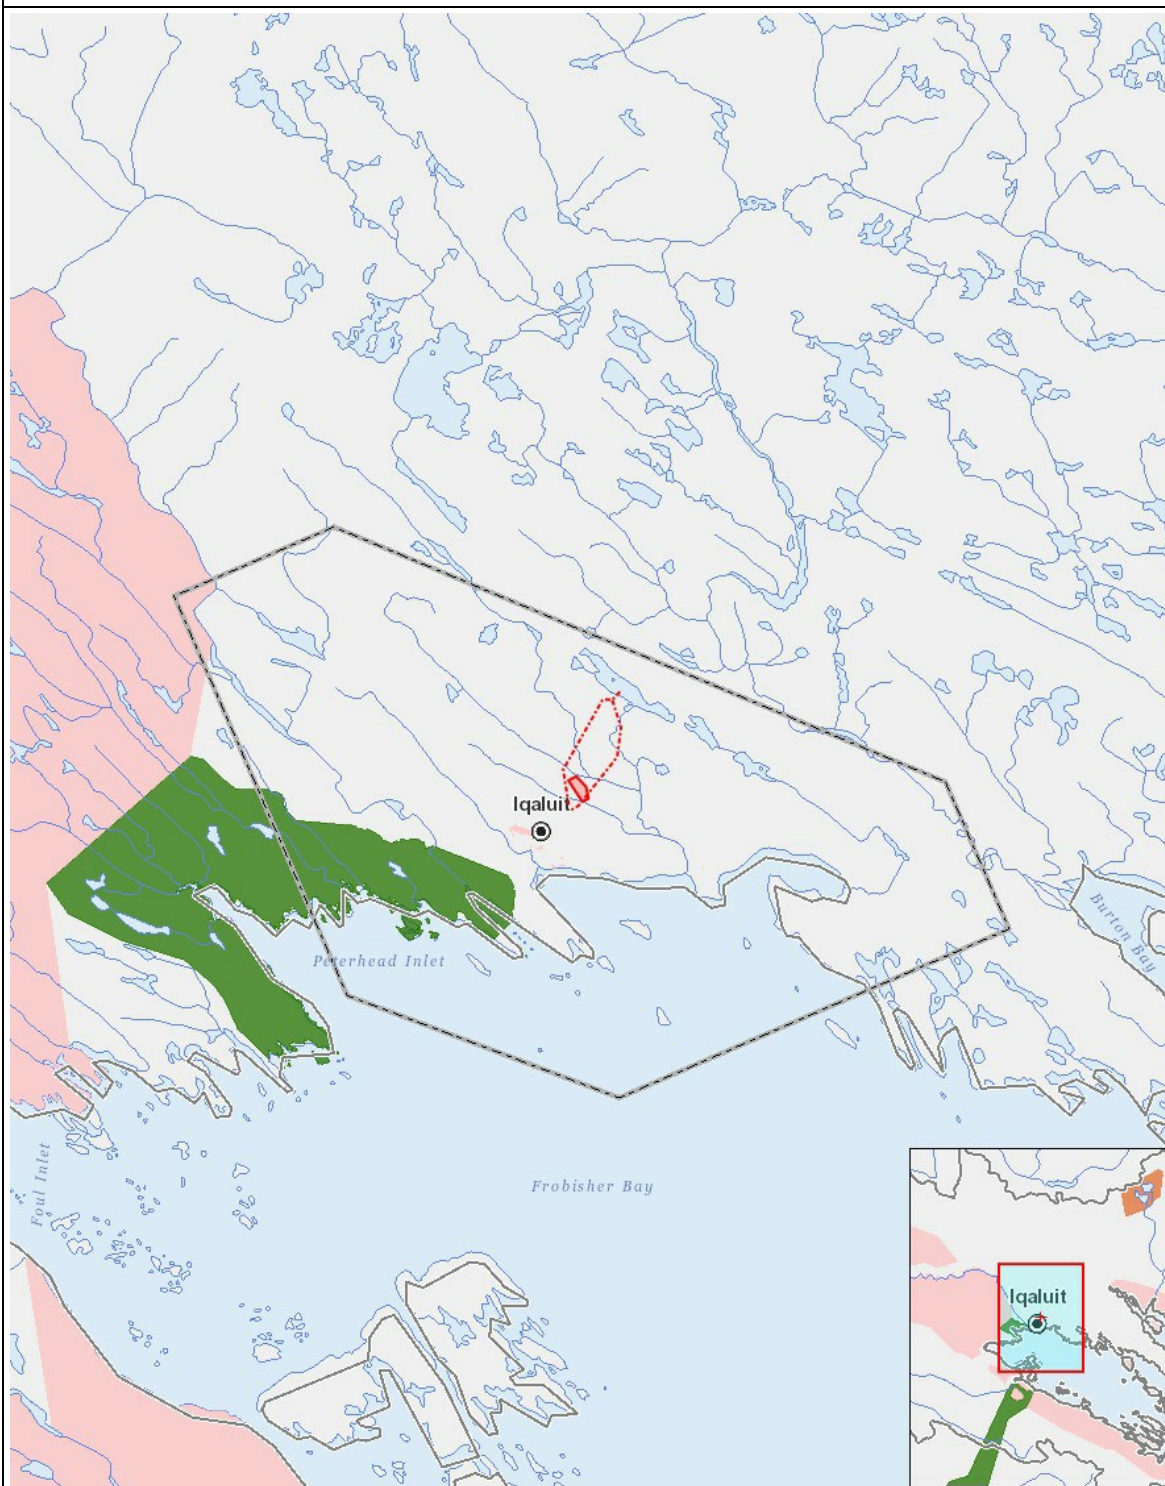 Iqaluit
Burton Bay
Peterhead Inlet
Foul Inlet
Frobisher Bay
Iqaluit